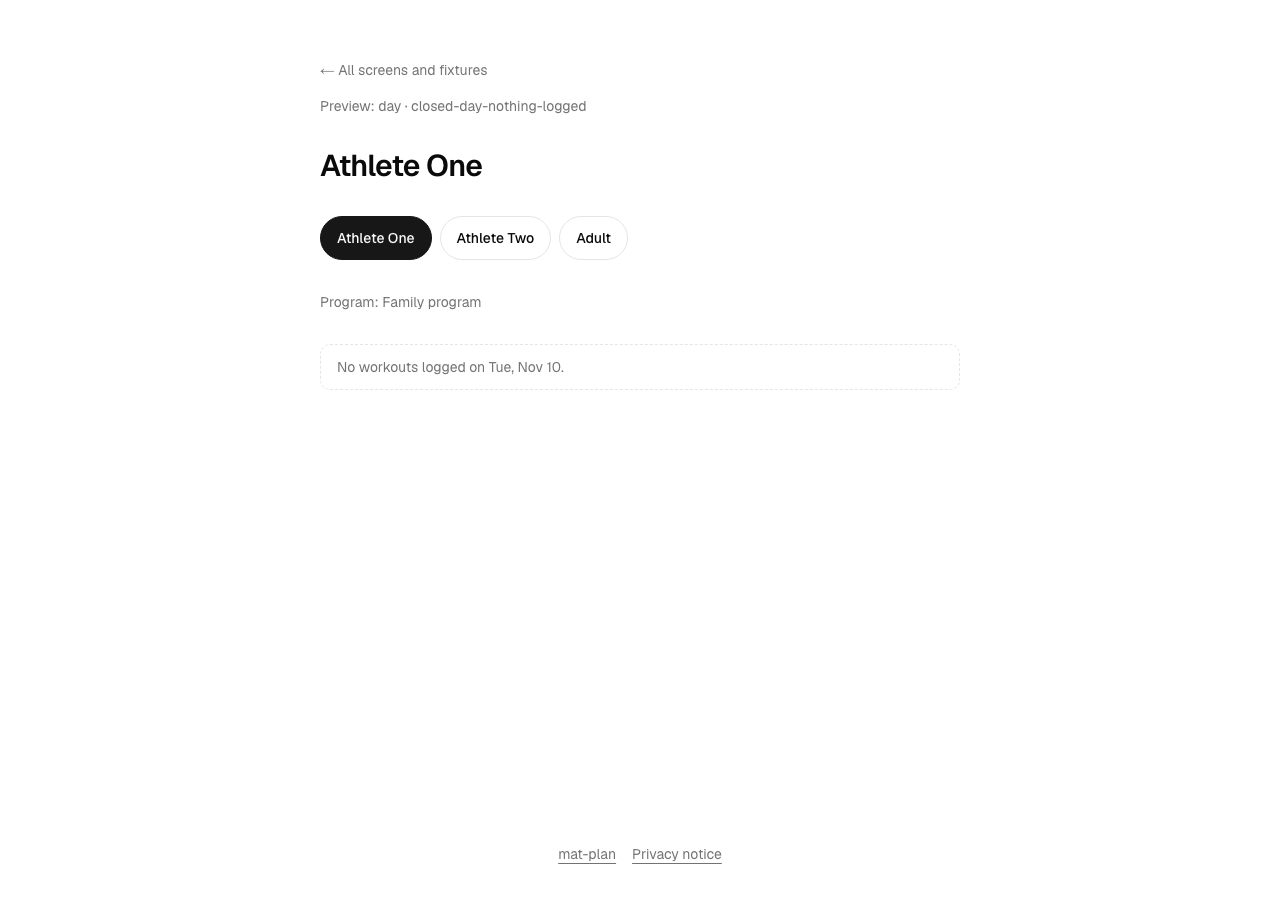 ← All screens and fixtures
Preview: day · closed-day-nothing-logged
Athlete One
Athlete One Athlete Two Adult
Program: Family program
No workouts logged on Tue, Nov 10.
mat-plan Privacy notice